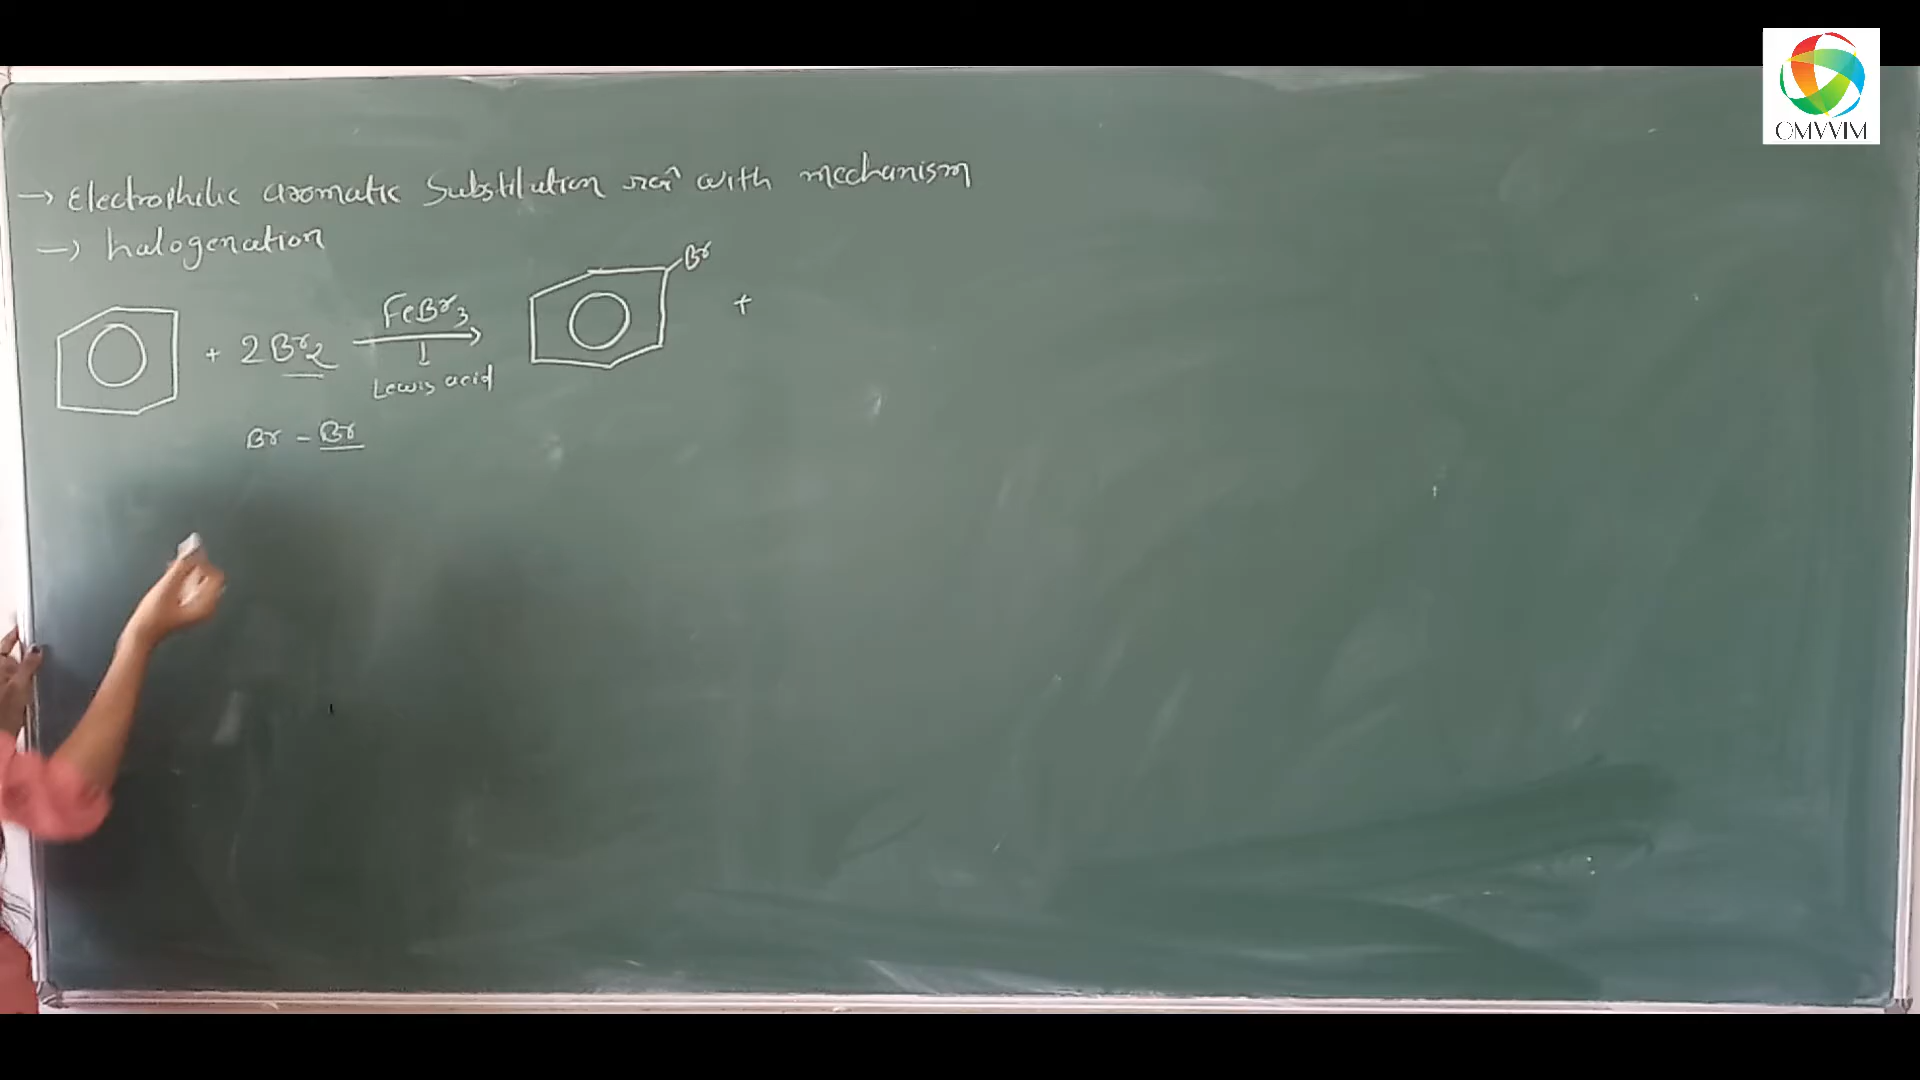 → Electrophilic aromatic Substitution rxn with mechanism
→ halogenation
+ 2Br2 FeBr3 → Br +
Lewis acid
Br - Br
OMVVIM